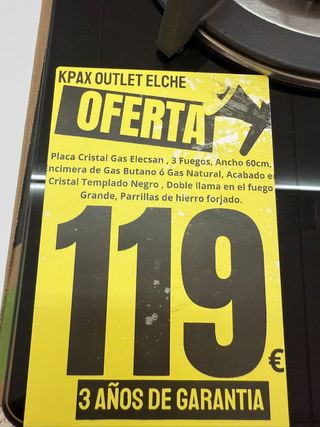 KPAX OUTLET ELCHE
OFERTA
Placa Cristal Gas Elecsan , 3 Fuegos, Ancho 60cm,
Encimera de Gas Butano ó Gas Natural, Acabado en
Cristal Templado Negro , Doble llama en el fuego
Grande, Parrillas de hierro forjado.
119
€
3 AÑOS DE GARANTIA